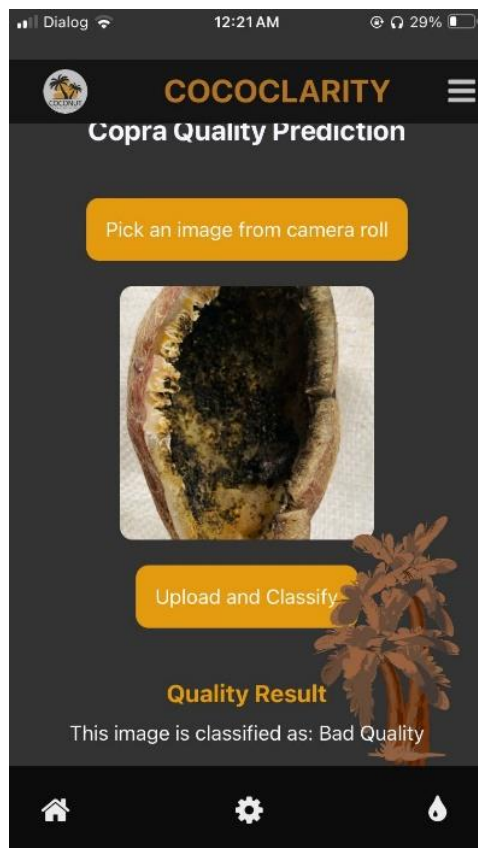 Dialog 12:21 AM 29%
COCONUT
COCOCLARITY
Copra Quality Prediction
Pick an image from camera roll
Upload and Classify
Quality Result
This image is classified as: Bad Quality